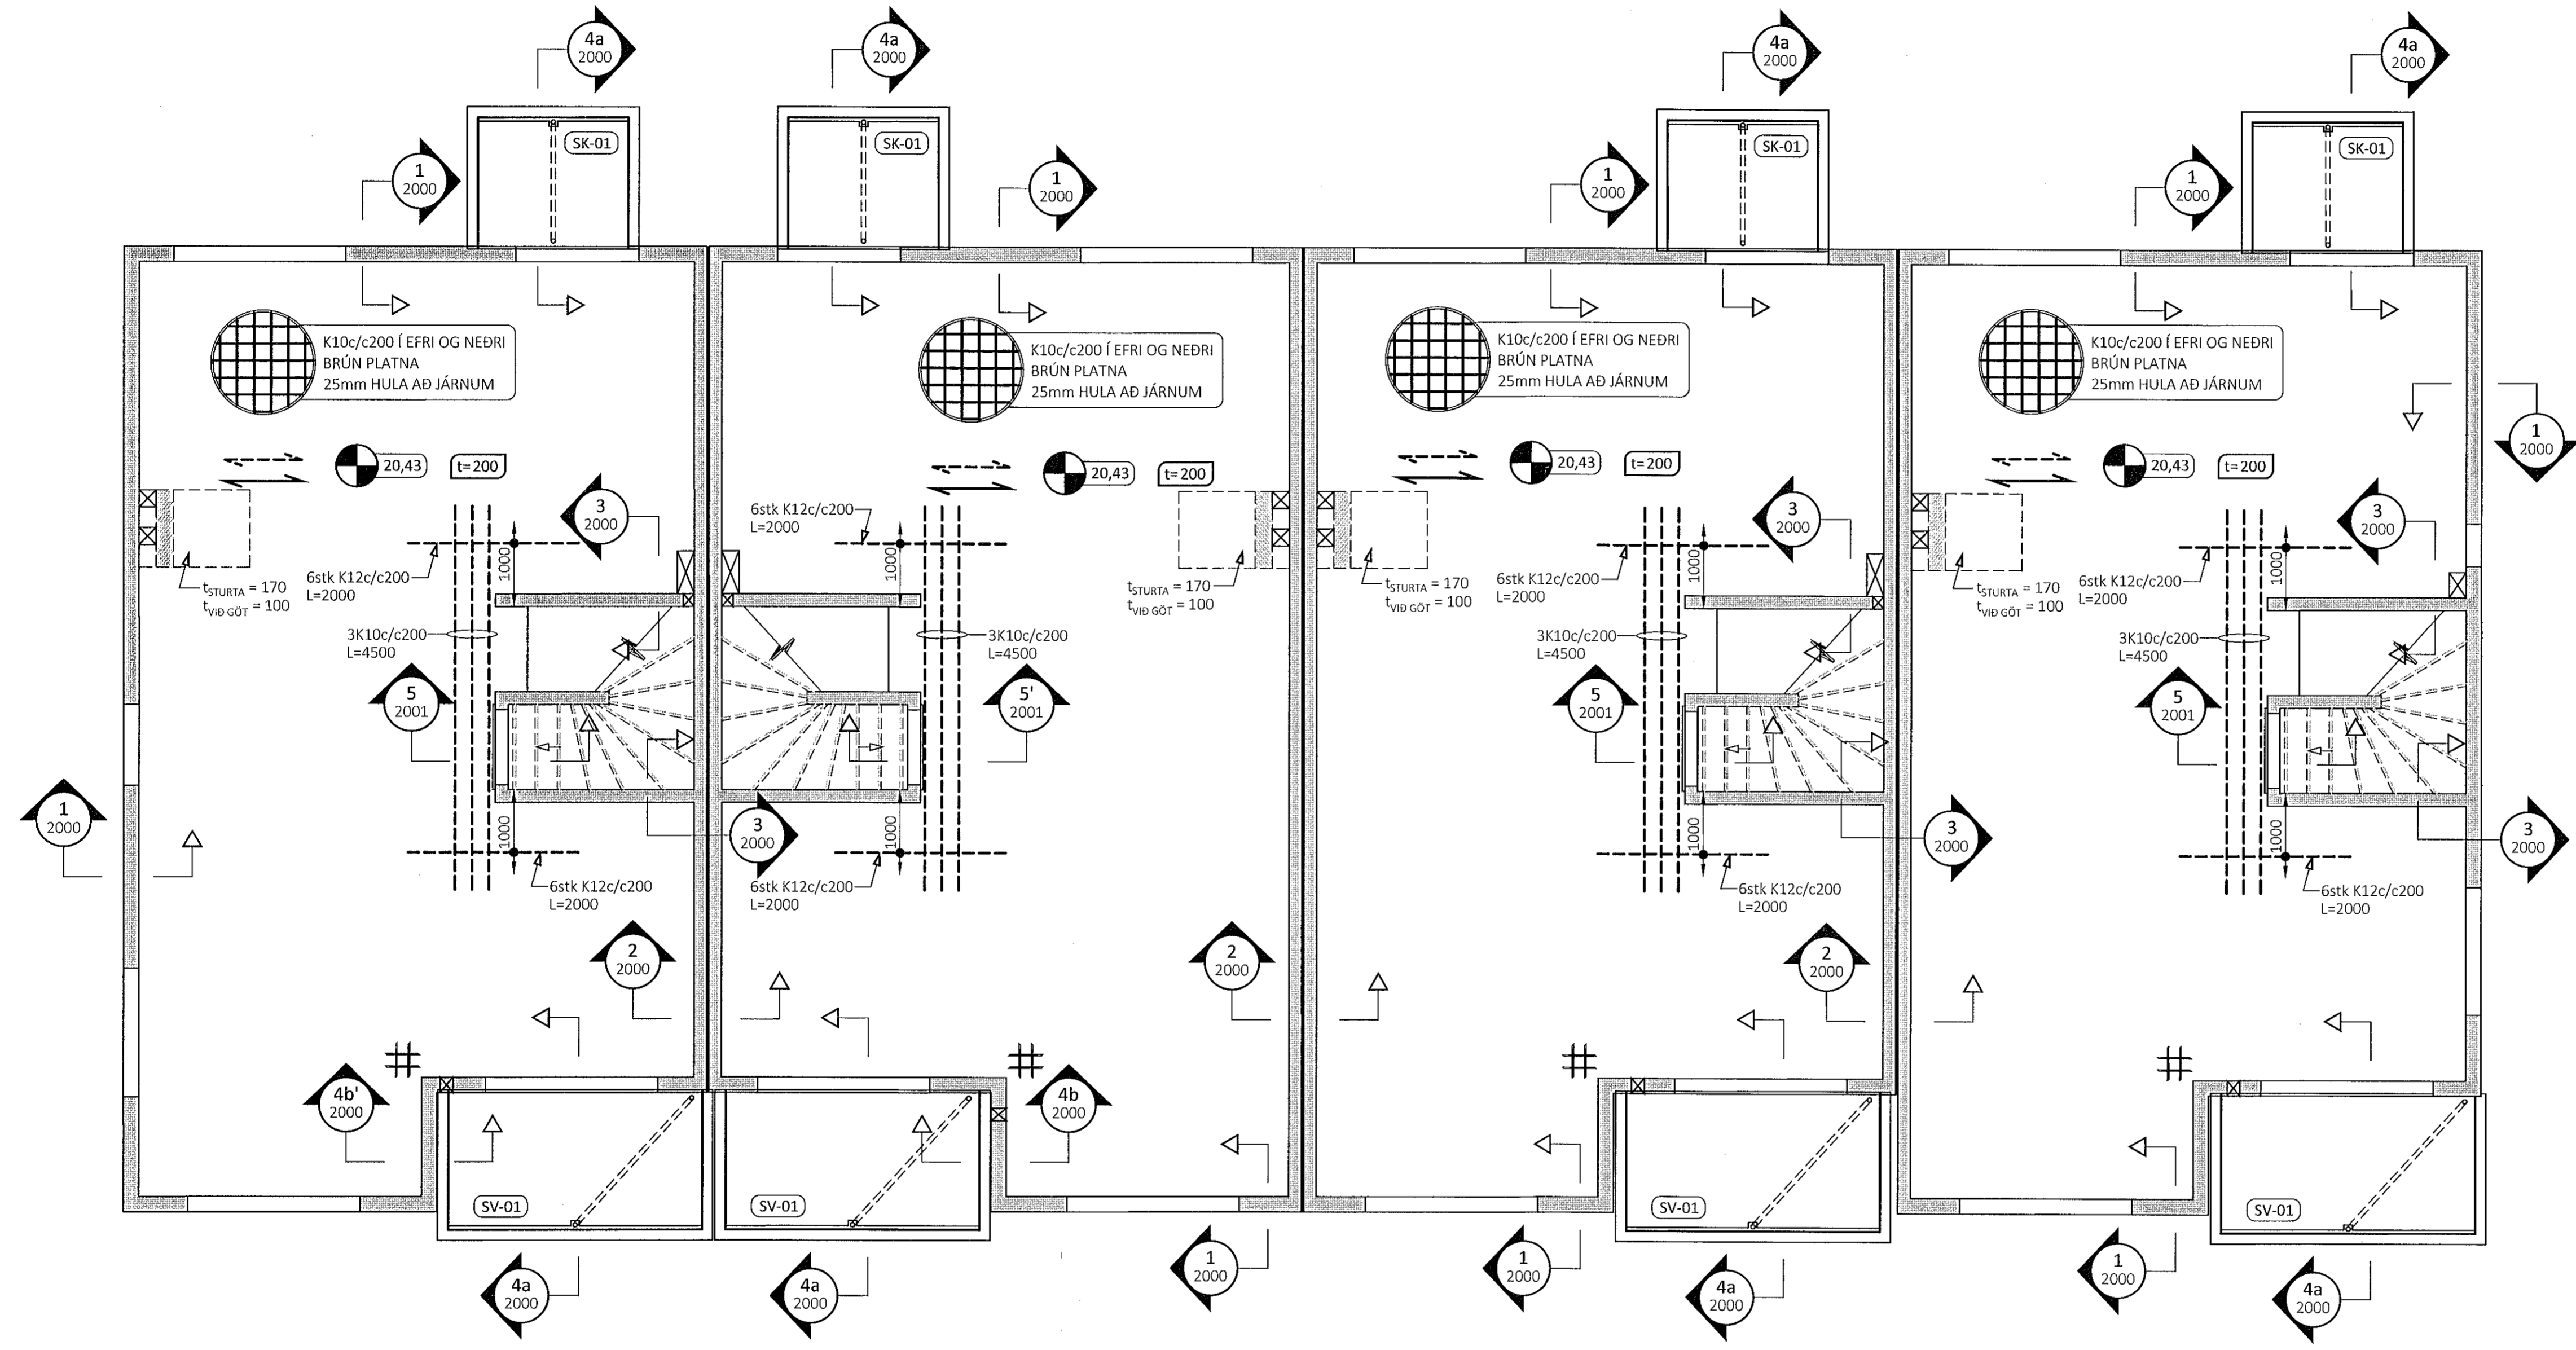 4a
2000
4a
2000
4a
2000
4a
2000
SK-01
SK-01
SK-01
SK-01
1
2000
1
2000
1
2000
1
2000
K10c/c200 Í EFRI OG NEÐRI
BRÚN PLATNA
25mm HULA AÐ JÁRNUM
K10c/c200 Í EFRI OG NEÐRI
BRÚN PLATNA
25mm HULA AÐ JÁRNUM
K10c/c200 Í EFRI OG NEÐRI
BRÚN PLATNA
25mm HULA AÐ JÁRNUM
K10c/c200 Í EFRI OG NEÐRI
BRÚN PLATNA
25mm HULA AÐ JÁRNUM
1
2000
20,43
t=200
20,43
t=200
20,43
t=200
20,43
t=200
3
2000
6stk K12c/c200
L=2000
3
2000
3
2000
1000
1000
1000
1000
tSTURTA = 170
tVIÐ GÖT = 100
6stk K12c/c200
L=2000
tSTURTA = 170
tVIÐ GÖT = 100
tSTURTA = 170
tVIÐ GÖT = 100
6stk K12c/c200
L=2000
tSTURTA = 170
tVIÐ GÖT = 100
6stk K12c/c200
L=2000
3K10c/c200
L=4500
3K10c/c200
L=4500
3K10c/c200
L=4500
3K10c/c200
L=4500
5
2001
5'
2001
5
2001
5
2001
1
2000
1000
3
2000
1000
1000
3
2000
1000
3
2000
6stk K12c/c200
L=2000
6stk K12c/c200
L=2000
6stk K12c/c200
L=2000
6stk K12c/c200
L=2000
2
2000
2
2000
2
2000
4b'
2000
4b
2000
SV-01
SV-01
SV-01
SV-01
4a
2000
4a
2000
1
2000
1
2000
4a
2000
1
2000
4a
2000